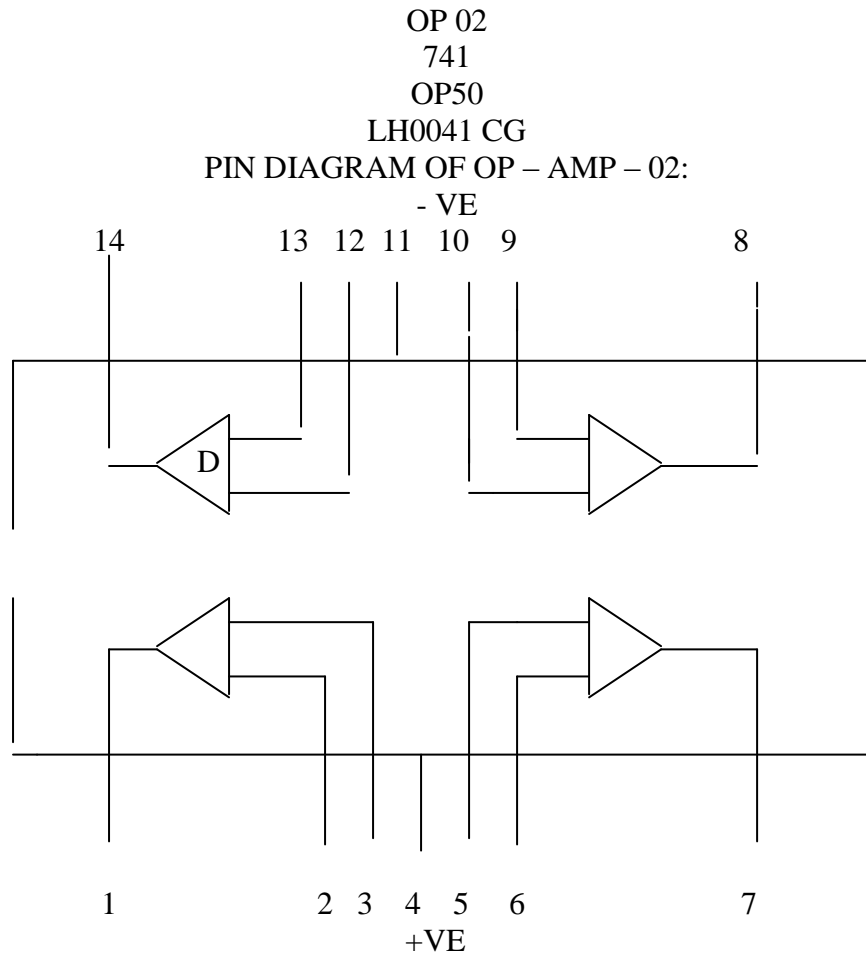 OP 02
741
OP50
LH0041 CG
PIN DIAGRAM OF OP – AMP – 02:
- VE
14 13 12 11 10 9 8
D
1 2 3 4 5 6 7
+VE